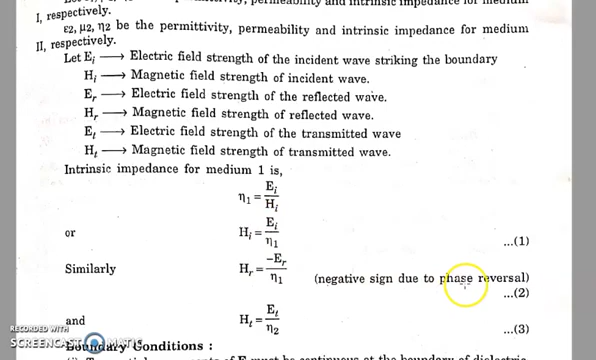 I, respectively.
ε2, μ2, η2 be the permittivity, permeability and intrinsic impedance for medium
II, respectively.
Let Ei ⟶ Electric field strength of the incident wave striking the boundary
Hi ⟶ Magnetic field strength of incident wave.
Er ⟶ Electric field strength of the reflected wave.
Hr ⟶ Magnetic field strength of reflected wave.
Et ⟶ Electric field strength of the transmitted wave
Ht ⟶ Magnetic field strength of transmitted wave.
Intrinsic impedance for medium 1 is,
η1 = Ei/Hi
or Hi = Ei/η1 ...(1)
Similarly Hr = −Er/η1 (negative sign due to phase reversal)
...(2)
and Ht = Et/η2 ...(3)
RECORDED WITH
SCREENCAST MATIC
Boundary Conditions :